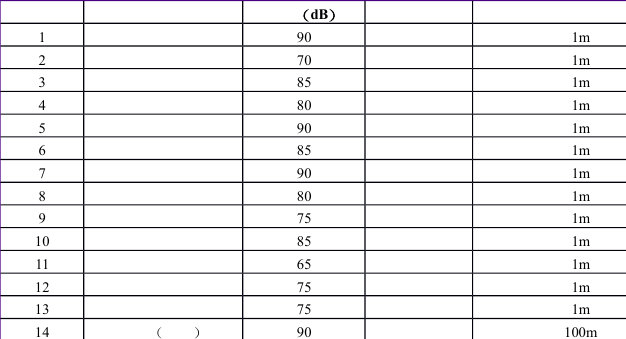 （dB）
1 90 1m
2 70 1m
3 85 1m
4 80 1m
5 90 1m
6 85 1m
7 90 1m
8 80 1m
9 75 1m
10 85 1m
11 65 1m
12 75 1m
13 75 1m
14 （ ） 90 100m